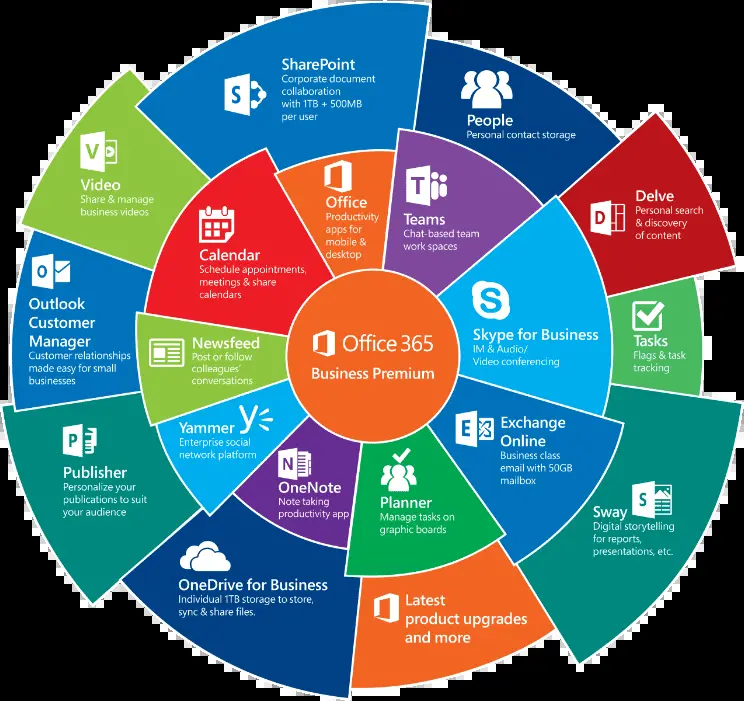 SharePoint
Corporate document
collaboration
with 1TB + 500MB
per user
People
Personal contact storage
Video
Share & manage
business videos
Delve
Personal search
& discovery
of content
Office
Productivity
apps for
mobile &
desktop
Teams
Chat-based team
work spaces
Calendar
Schedule appointments,
meetings & share
calendars
Outlook
Customer
Manager
Customer relationships
made easy for small
businesses
Newsfeed
Post or follow
colleagues'
conversations
Office 365
Business Premium
Skype for Business
IM & Audio/
Video conferencing
Tasks
Flags & task
tracking
Yammer
Enterprise social
network platform
Exchange
Online
Business class
email with 50GB
mailbox
Publisher
Personalize your
publications to suit
your audience
OneNote
Note taking
productivity app
Planner
Manage tasks on
graphic boards
Sway
Digital storytelling
for reports,
presentations, etc.
OneDrive for Business
Individual 1TB storage to store,
sync & share files.
Latest
product upgrades
and more